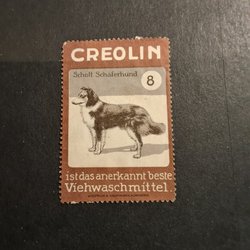 CREOLIN
Schott Schäferhund
8
ist das anerkannt beste
Viehwaschmittel.